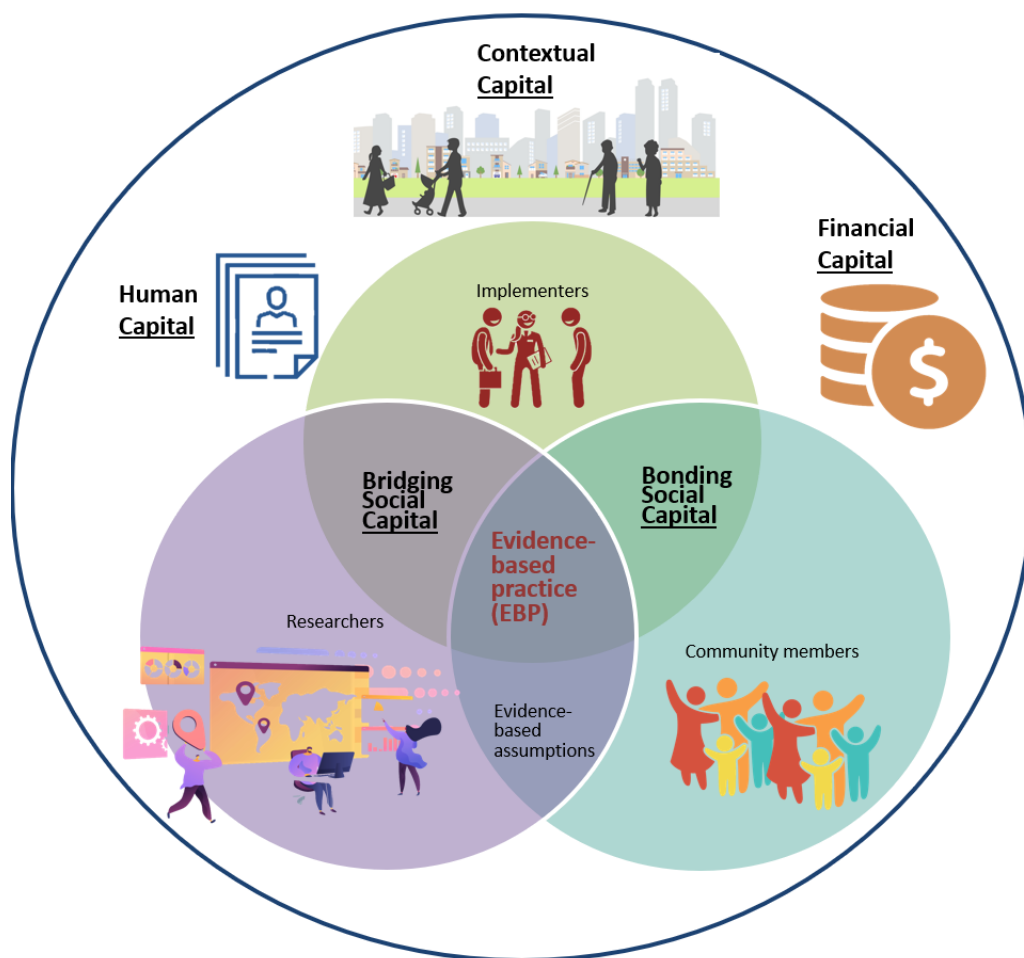 Contextual
Capital
Financial
Capital
Human
Capital
Implementers
$
Bridging
Social
Capital
Bonding
Social
Capital
Evidence-
based
practice
(EBP)
Researchers
Community members
Evidence-
based
assumptions